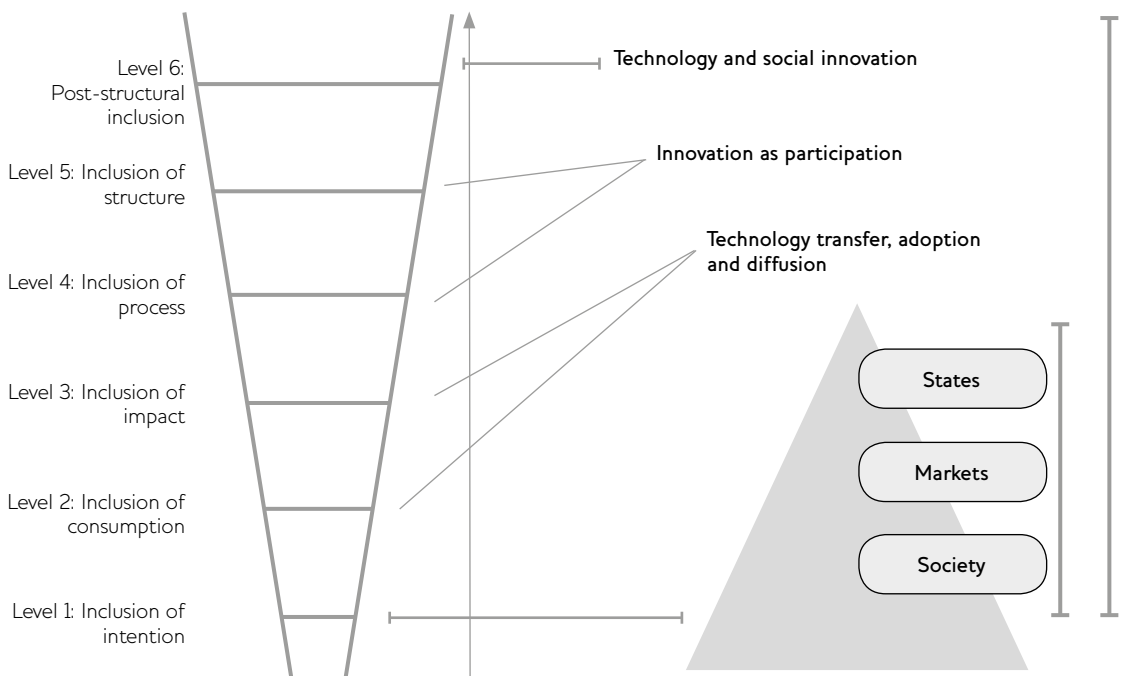 Level 6:
Post-structural
inclusion
Technology and social innovation
Level 5: Inclusion of
structure
Innovation as participation
Level 4: Inclusion of
process
Technology transfer, adoption
and diffusion
Level 3: Inclusion of
impact
States
Level 2: Inclusion of
consumption
Markets
Society
Level 1: Inclusion of
intention